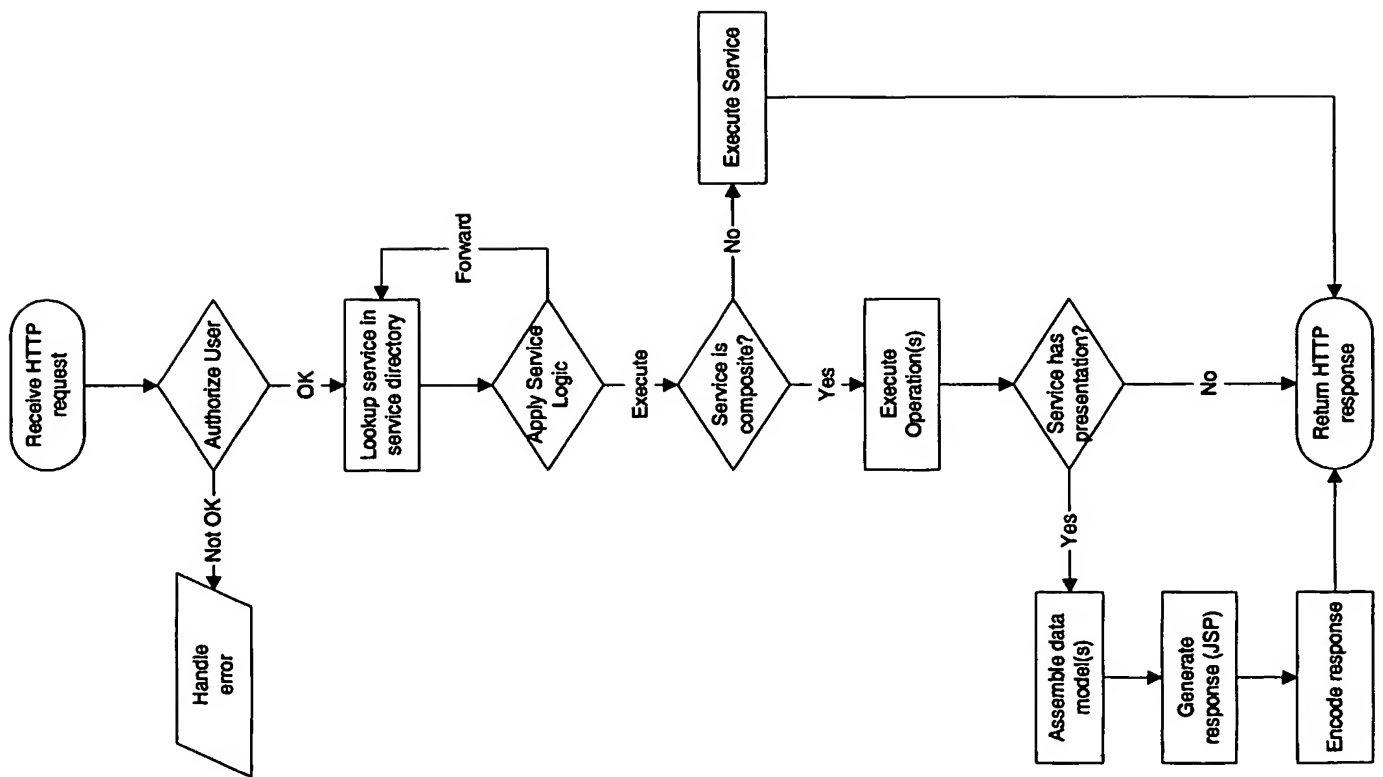 Receive HTTP
request
Authorize User
Not OK
Handle
error
OK
Lookup service in
service directory
Forward
Apply Service
Logic
Execute
Service is
composite?
No
Execute Service
Yes
Execute
Operation(s)
Service has
presentation?
Yes
No
Assemble data
model(s)
Generate
response (JSP)
Encode response
Return HTTP
response